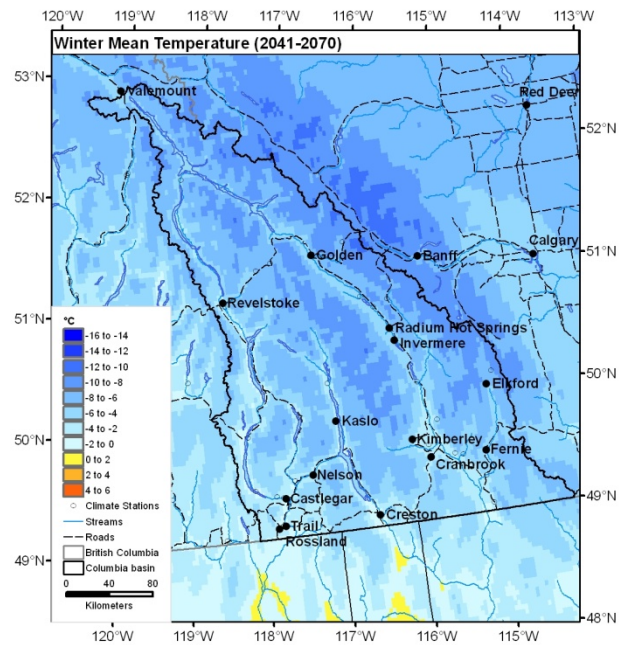 120°W 119°W 118°W 117°W 116°W 115°W 114°W 113°W
Winter Mean Temperature (2041-2070)
53°N
Valemount
Red Deer
52°N
52°N
Calgary
51°N
Golden
Banff
Revelstoke
51°N
Radium Hot Springs
Invermere
°C
-16 to -14
-14 to -12
-12 to -10
-10 to -8
-8 to -6
-6 to -4
-4 to -2
-2 to 0
0 to 2
2 to 4
4 to 6
Climate Stations
Streams
Roads
British Columbia
Columbia basin
0 40 80
Kilometers
50°N
Elkford
Kaslo
50°N
Kimberley
Fernie
Cranbrook
Nelson
Castlegar
49°N
Creston
Trail
Rossland
49°N
48°N
120°W 119°W 118°W 117°W 116°W 115°W